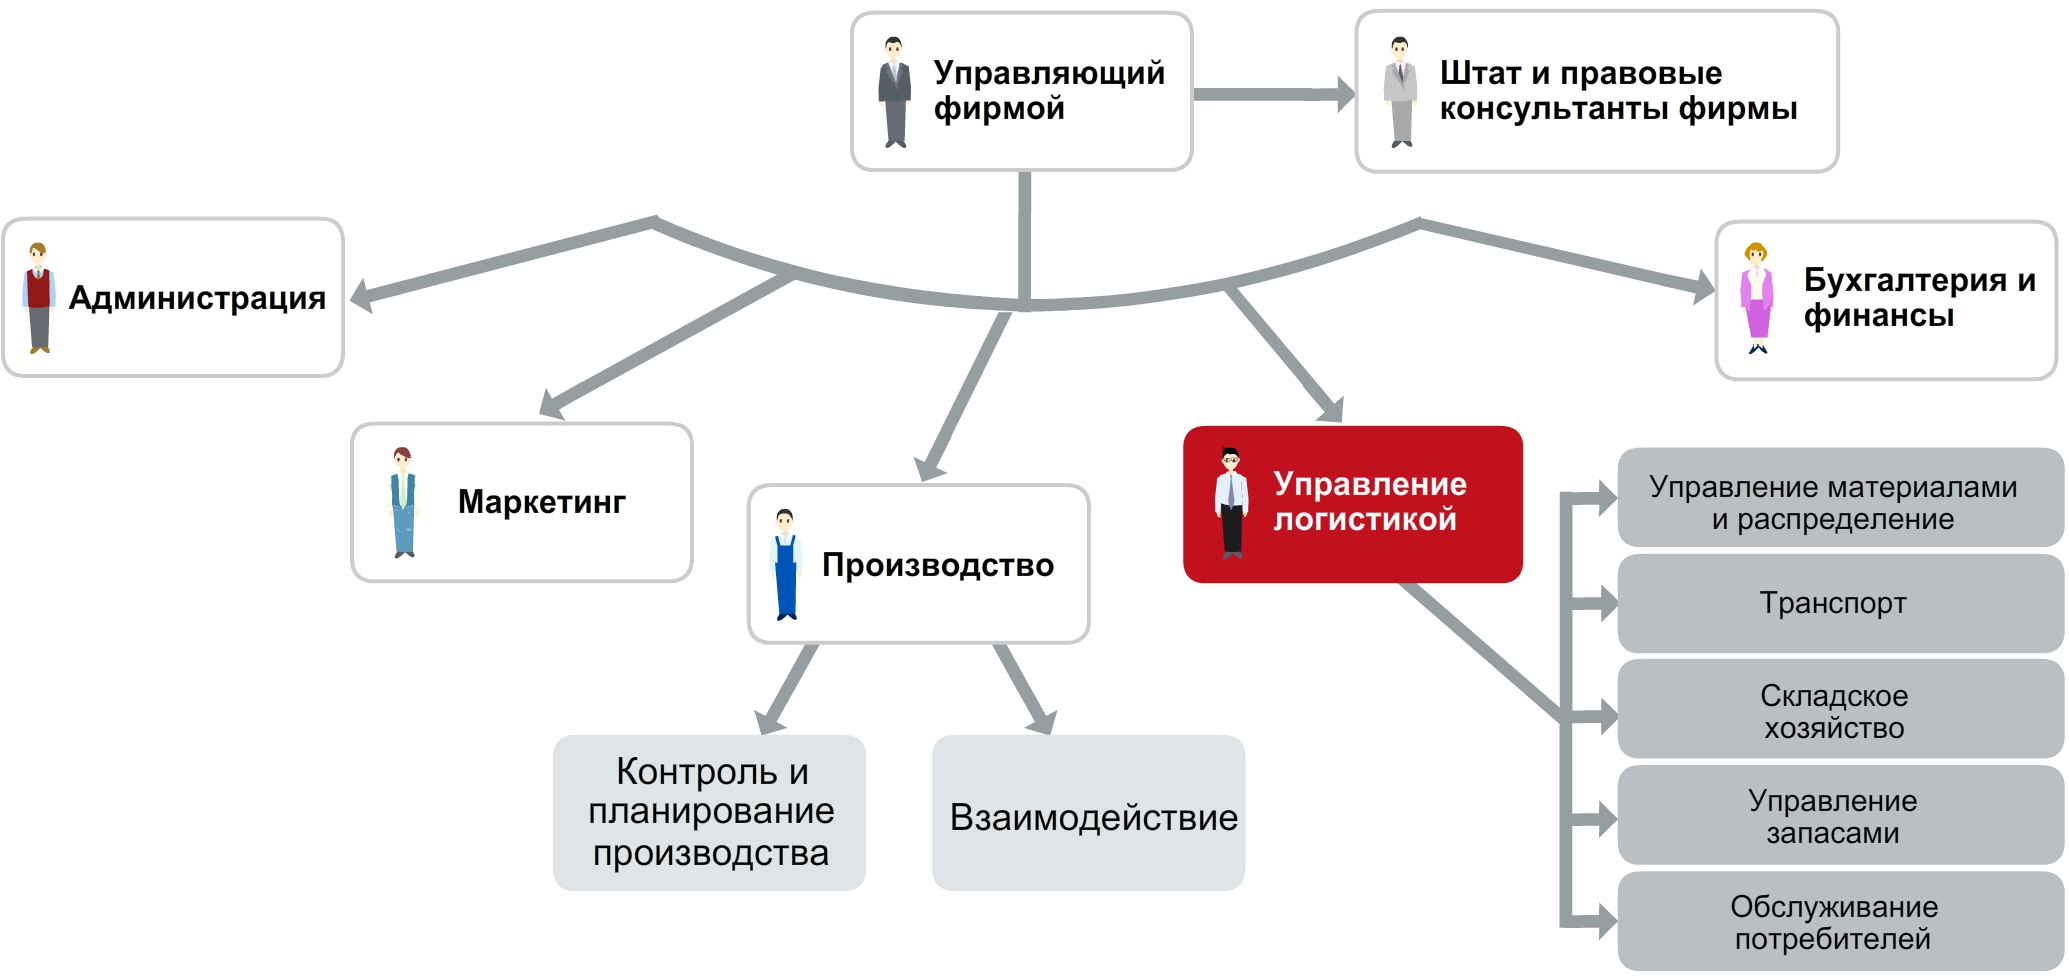 Управляющий
фирмой
Штат и правовые
консультанты фирмы
Администрация
Бухгалтерия и
финансы
Маркетинг
Производство
Управление
логистикой
Управление материалами
и распределение
Транспорт
Складское
хозяйство
Управление
запасами
Обслуживание
потребителей
Контроль и
планирование
производства
Взаимодействие